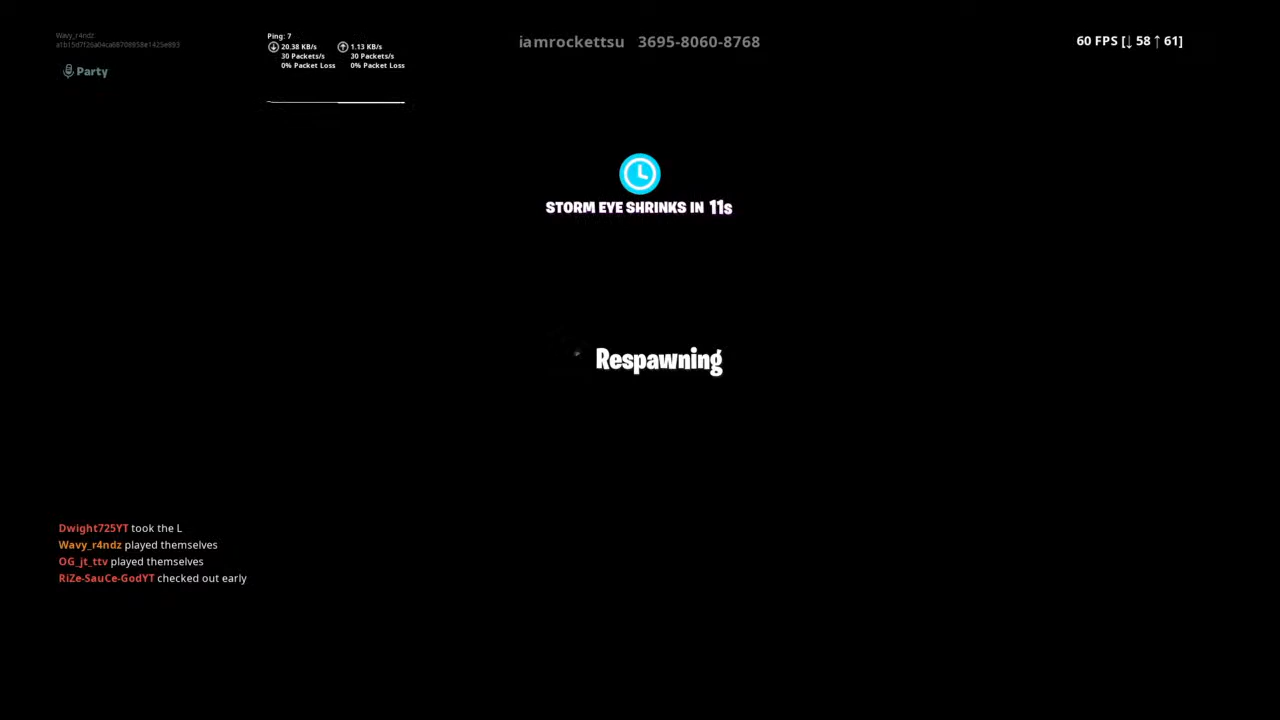 Wavy_r4ndz
Party
Ping: 7
20.38 KB/s 1.13 KB/s
30 Packets/s 30 Packets/s
0% Packet Loss 0% Packet Loss
iamrockettsu 3695-8060-8768
60 FPS [↓ 58 ↑ 61]
STORM EYE SHRINKS IN 11s
Respawning
Dwight725YT took the L
Wavy_r4ndz played themselves
OG_jt_ttv played themselves
RiZe-SauCe-GodYT checked out early